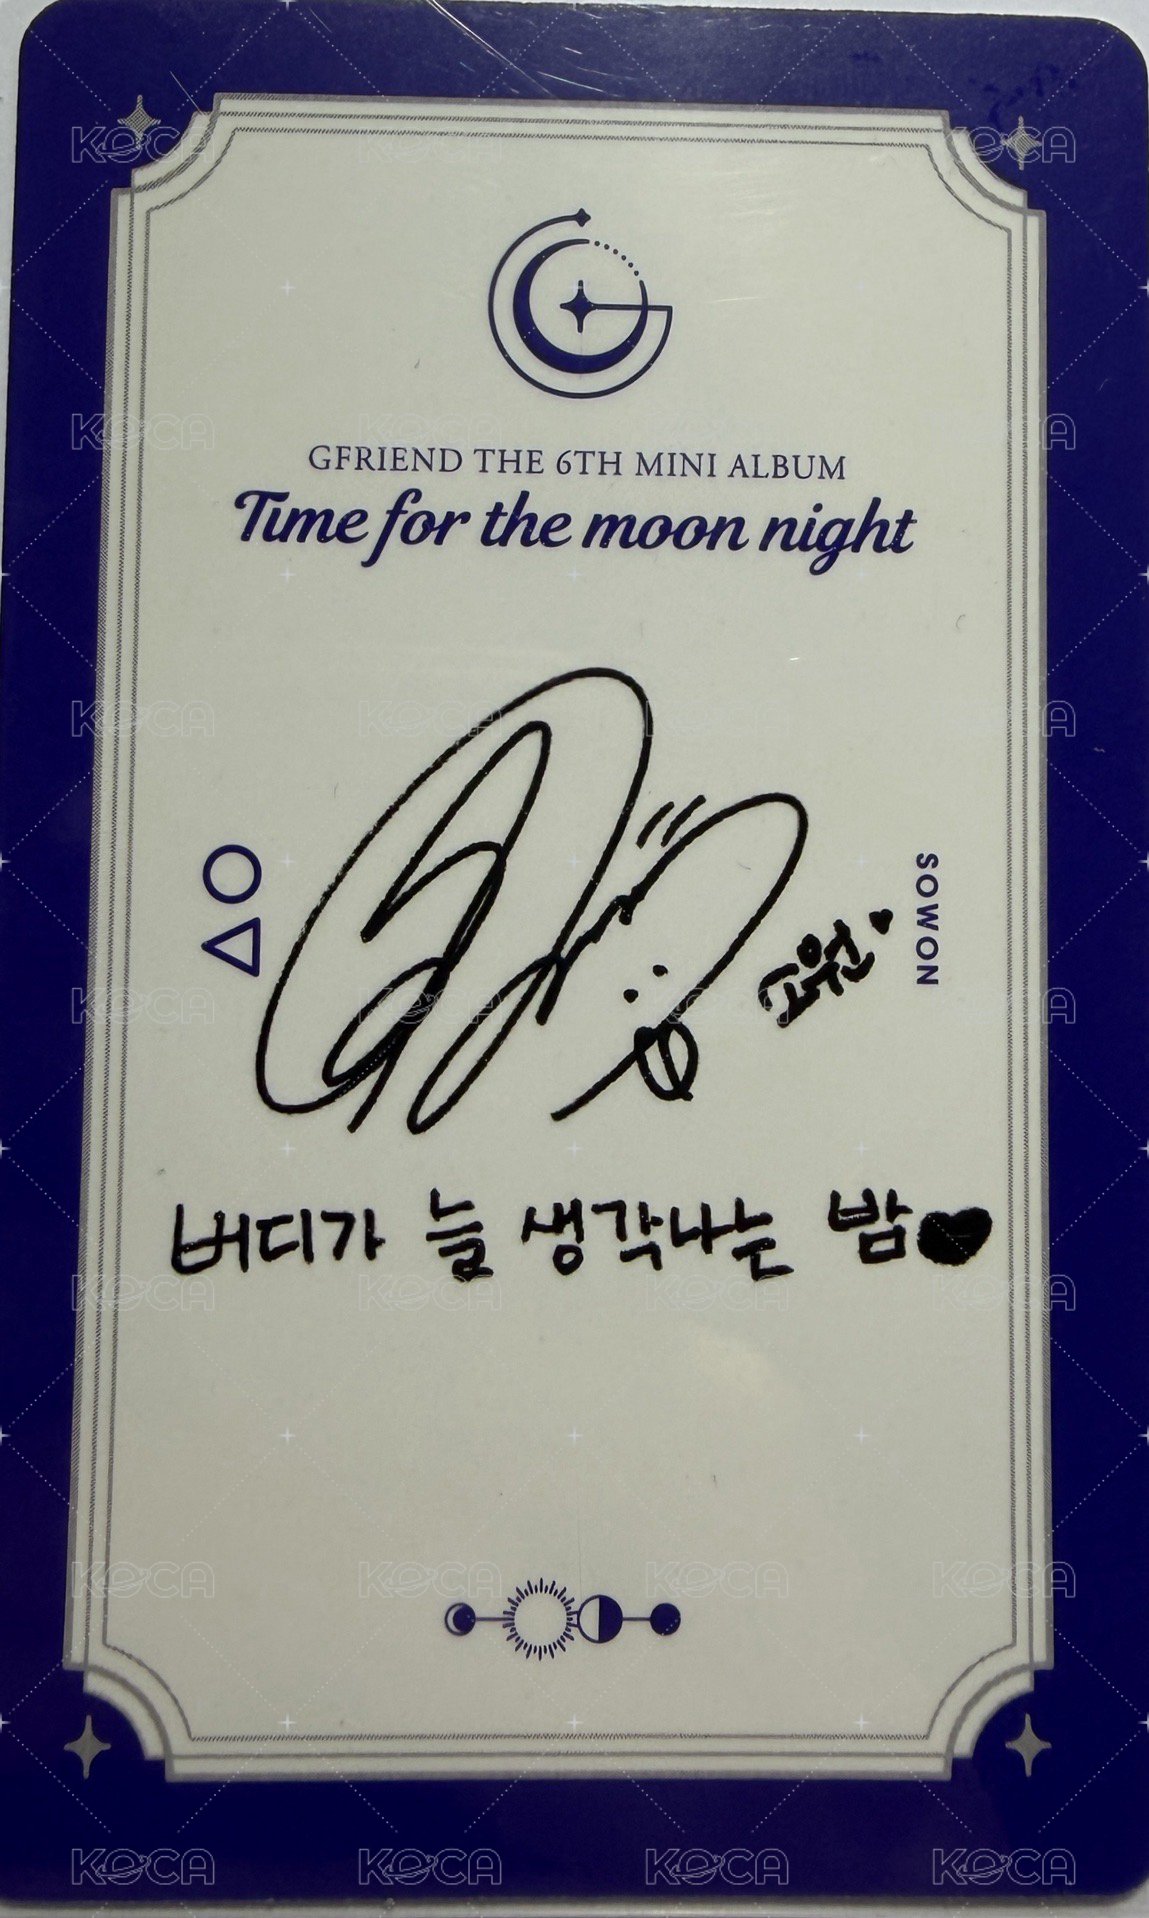 GFRIEND THE 6TH MINI ALBUM
Time for the moon night
SOWON
소원
버디가 늘 생각나는 밤♥
KOCA